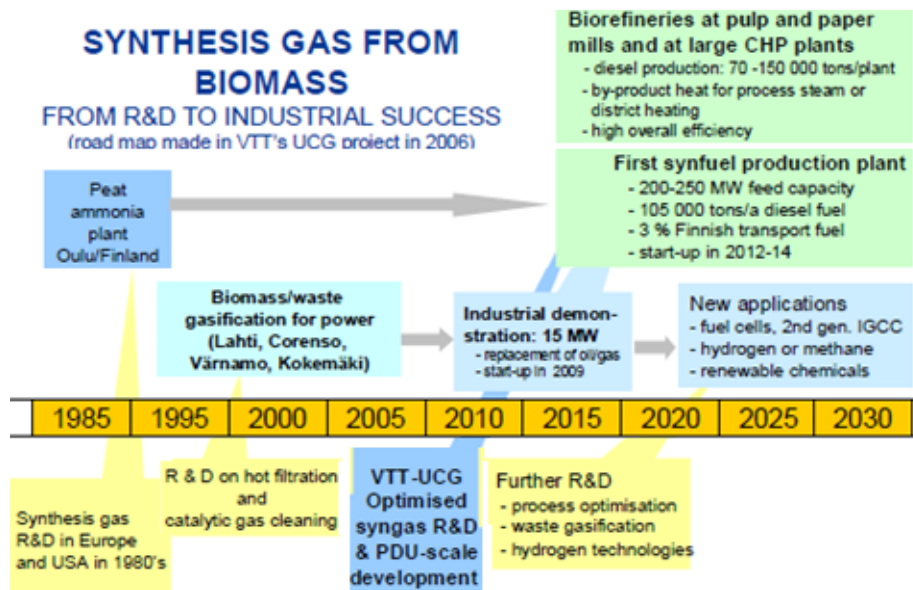 SYNTHESIS GAS FROM
BIOMASS
FROM R&D TO INDUSTRIAL SUCCESS
(road map made in VTT's UCG project in 2006)
Biorefineries at pulp and paper
mills and at large CHP plants
- diesel production: 70 -150 000 tons/plant
- by-product heat for process steam or
district heating
- high overall efficiency
First synfuel production plant
- 200-250 MW feed capacity
- 105 000 tons/a diesel fuel
- 3 % Finnish transport fuel
- start-up in 2012-14
Peat
ammonia
plant
Oulu/Finland
Biomass/waste
gasification for power
(Lahti, Corenso,
Värnamo, Kokemäki)
Industrial demon-
stration: 15 MW
- replacement of oil/gas
- start-up in 2009
New applications
- fuel cells, 2nd gen. IGCC
- hydrogen or methane
- renewable chemicals
1985 1995 2000 2005 2010 2015 2020 2025 2030
Synthesis gas
R&D in Europe
and USA in 1980's
R & D on hot filtration
and
catalytic gas cleaning
VTT-UCG
Optimised
syngas R&D
& PDU-scale
development
Further R&D
- process optimisation
- waste gasification
- hydrogen technologies